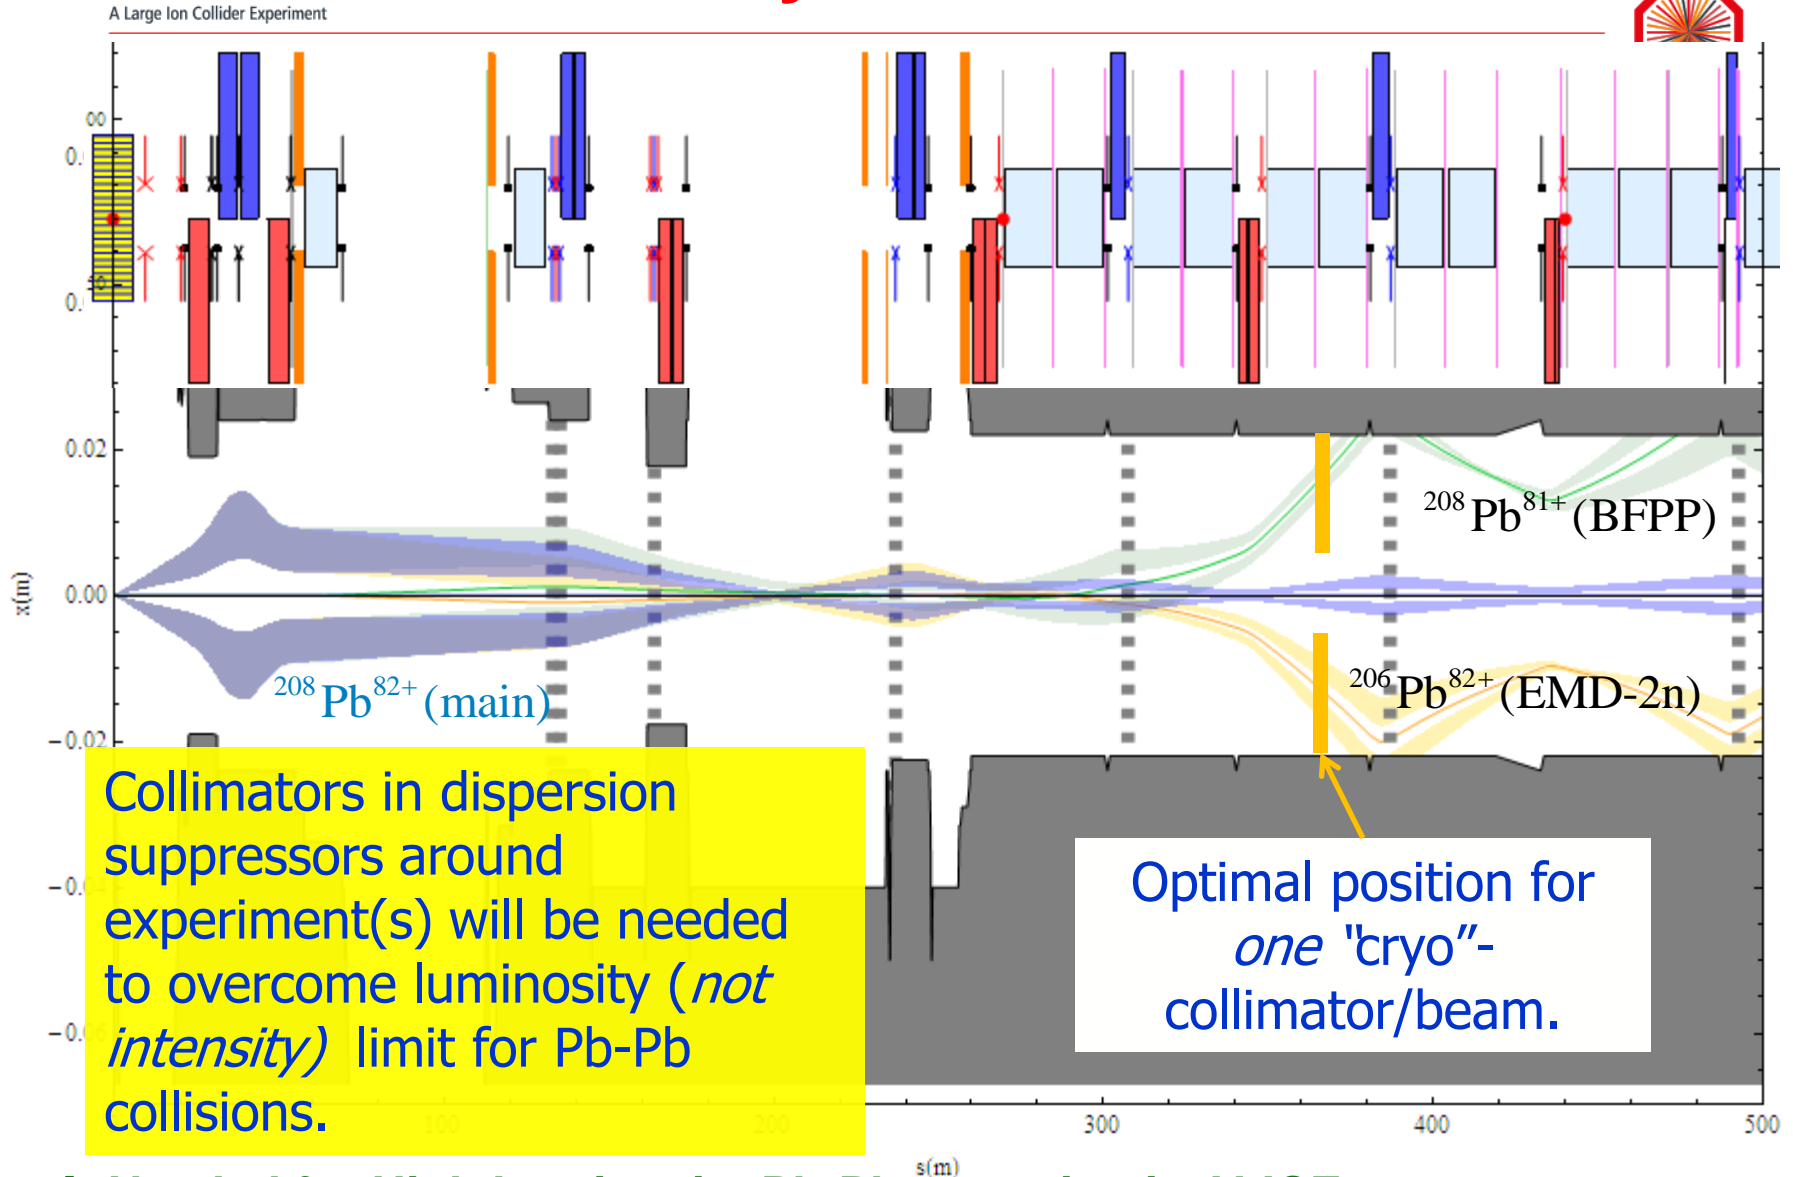 A Large Ion Collider Experiment
0.02
0.00
−0.02
x(m)
²⁰⁸Pb⁸¹⁺ (BFPP)
²⁰⁸Pb⁸²⁺ (main)
²⁰⁶Pb⁸²⁺ (EMD-2n)
Collimators in dispersion
suppressors around
experiment(s) will be needed
to overcome luminosity (not
intensity) limit for Pb-Pb
collisions.
Optimal position for
one "cryo"-
collimator/beam.
100
200
300
400
500
s(m)